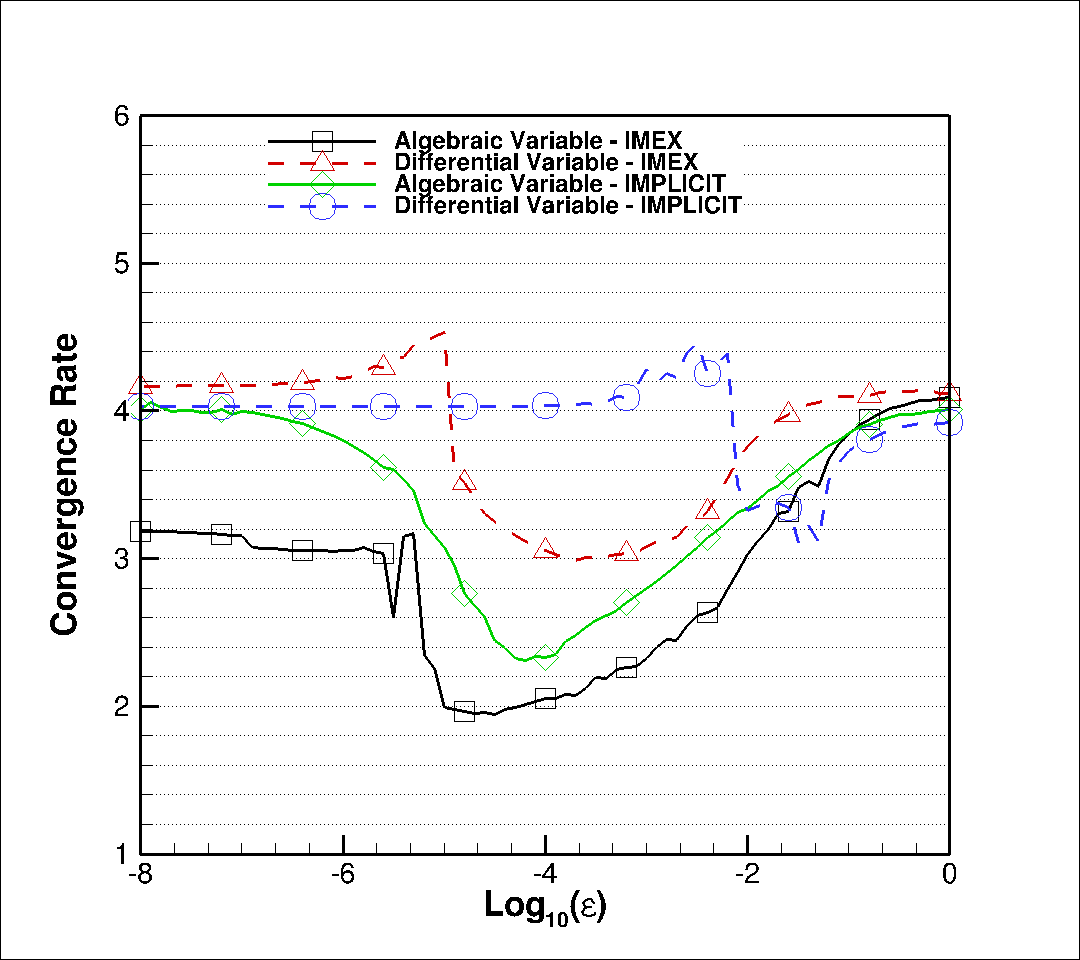 6
Algebraic Variable - IMEX
Differential Variable - IMEX
Algebraic Variable - IMPLICIT
Differential Variable - IMPLICIT
5
4
Convergence Rate
3
2
1
-8 -6 -4 -2 0
Log10(ε)